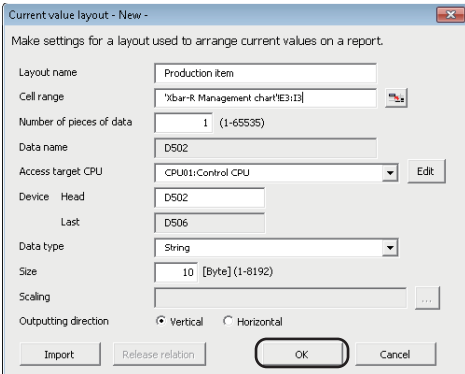 Current value layout - New -
Make settings for a layout used to arrange current values on a report.
Layout name Production item
Cell range 'Xbar-R Management chart'!E3:I3
Number of pieces of data 1 (1-65535)
Data name D502
Access target CPU CPU01:Control CPU Edit
Device Head D502
Last D506
Data type String
Size 10 [Byte] (1-8192)
Scaling ...
Outputting direction Vertical Horizontal
Import Release relation OK Cancel